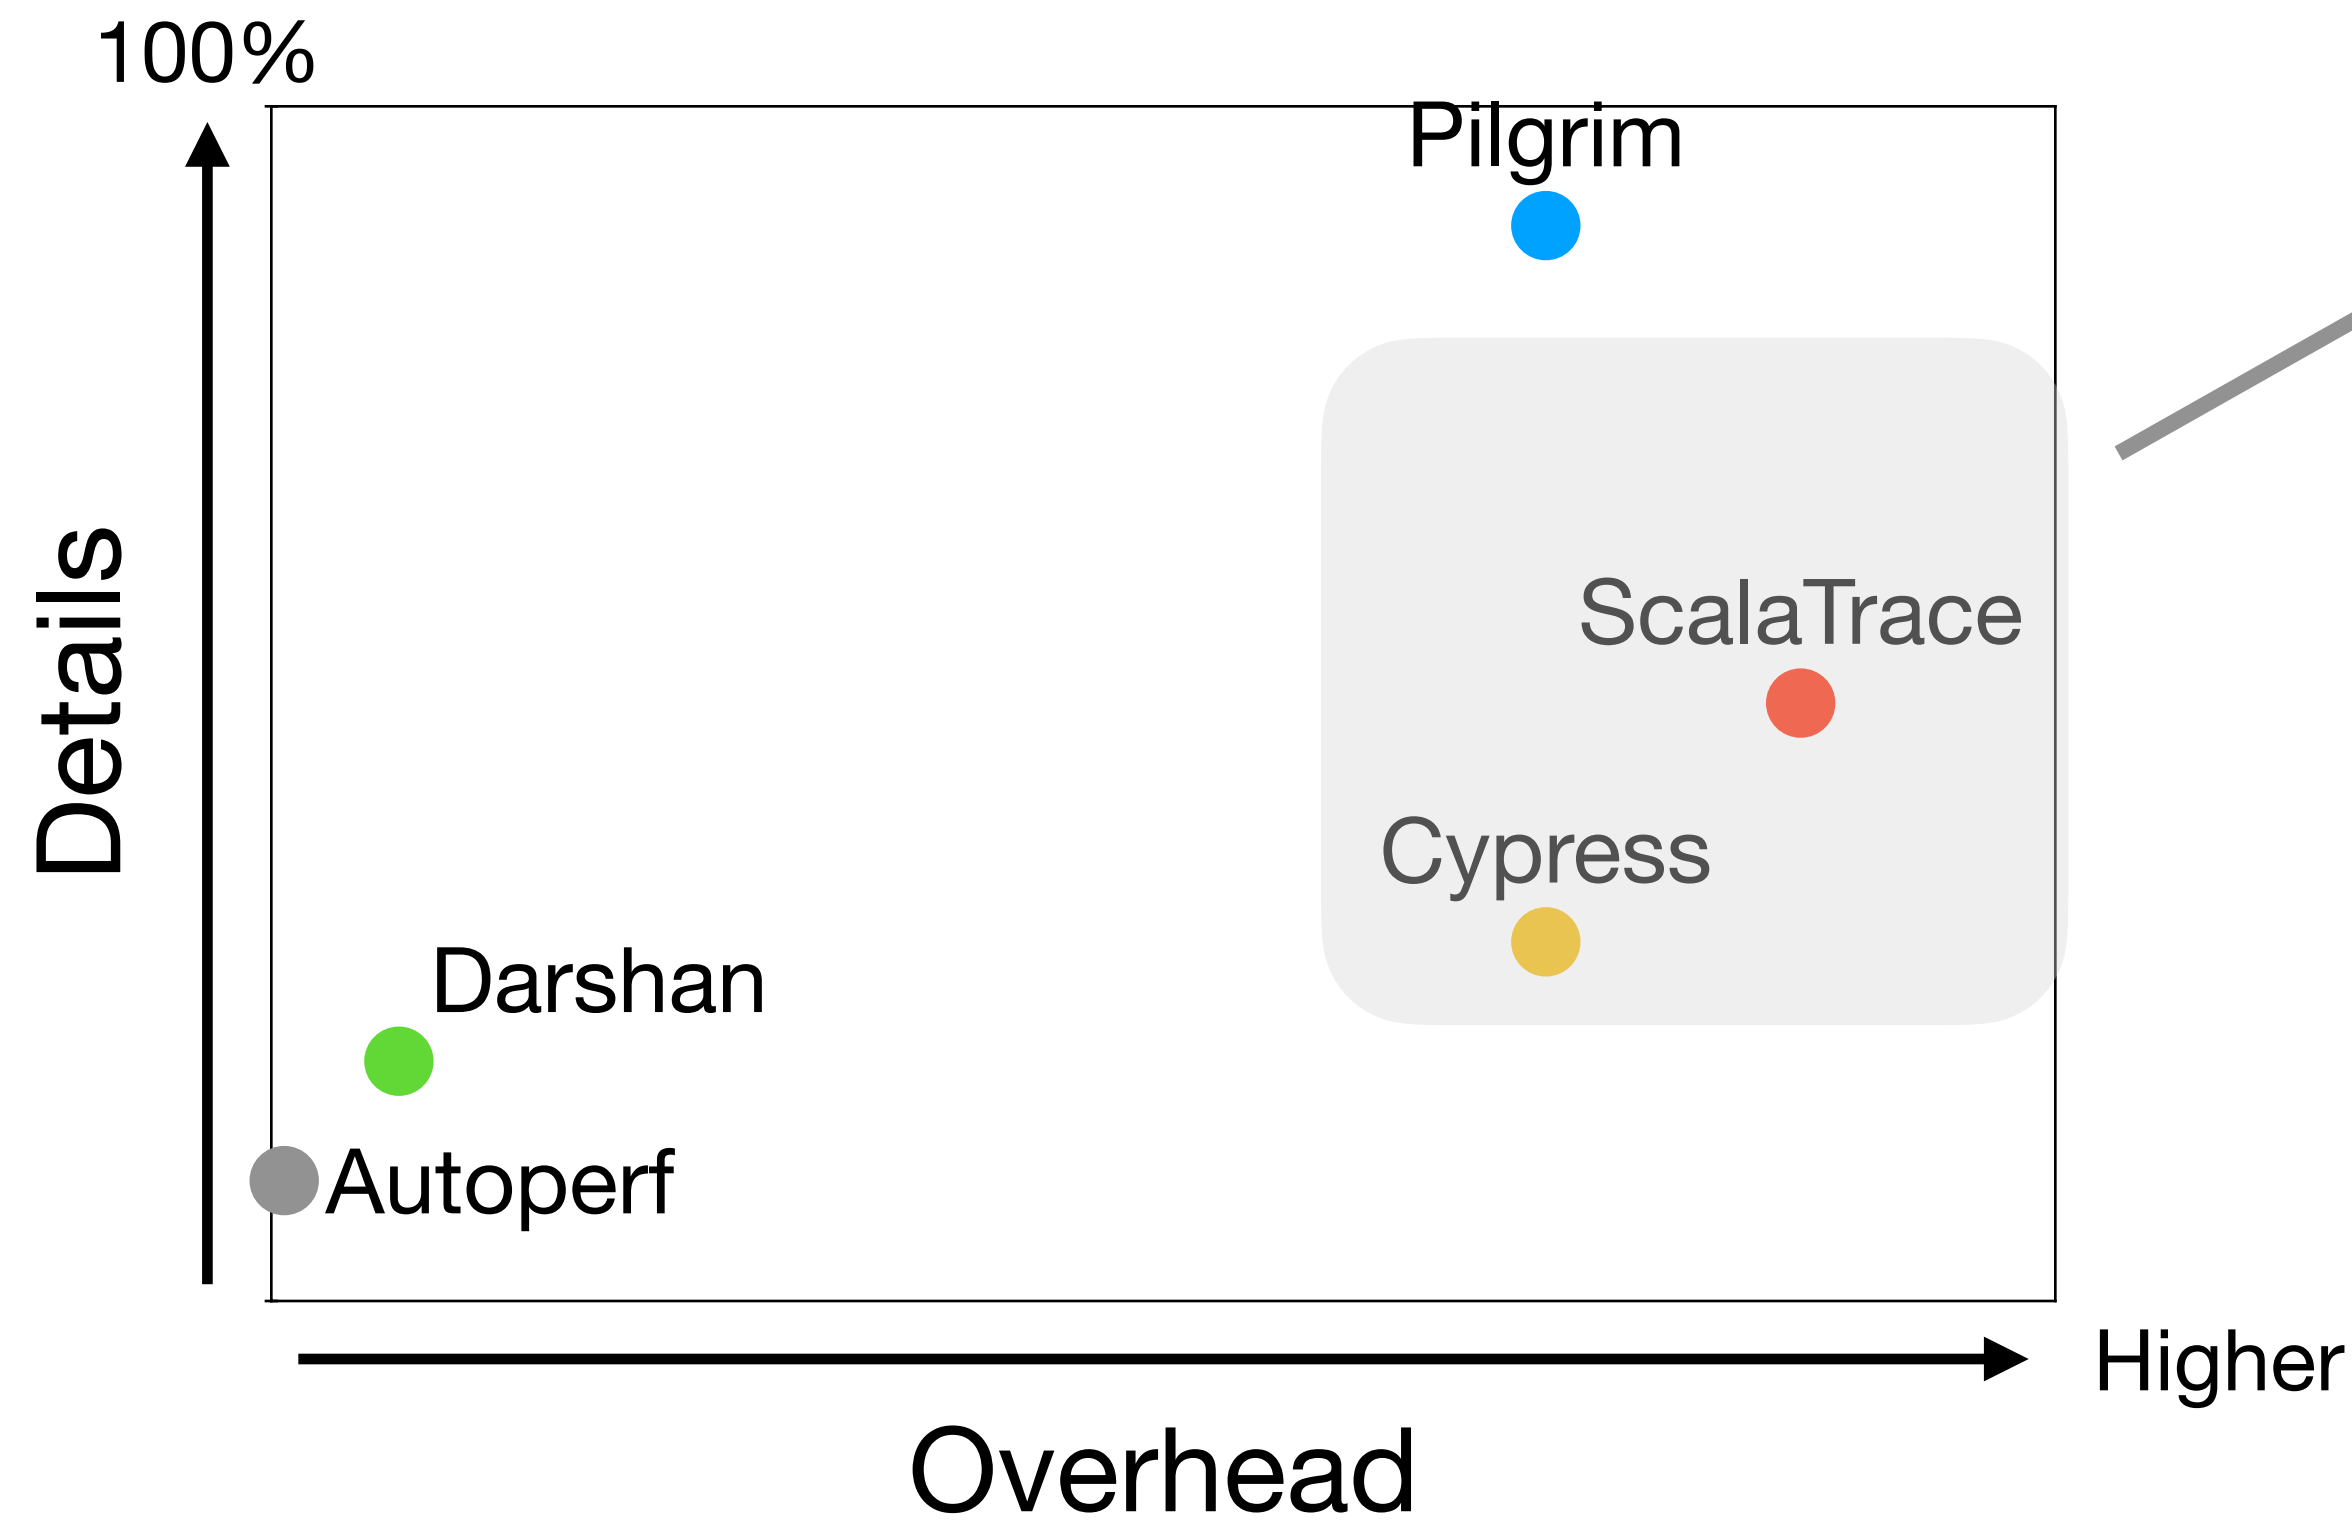 100%
Pilgrim
Details
ScalaTrace
Cypress
Darshan
Autoperf
Higher
Overhead